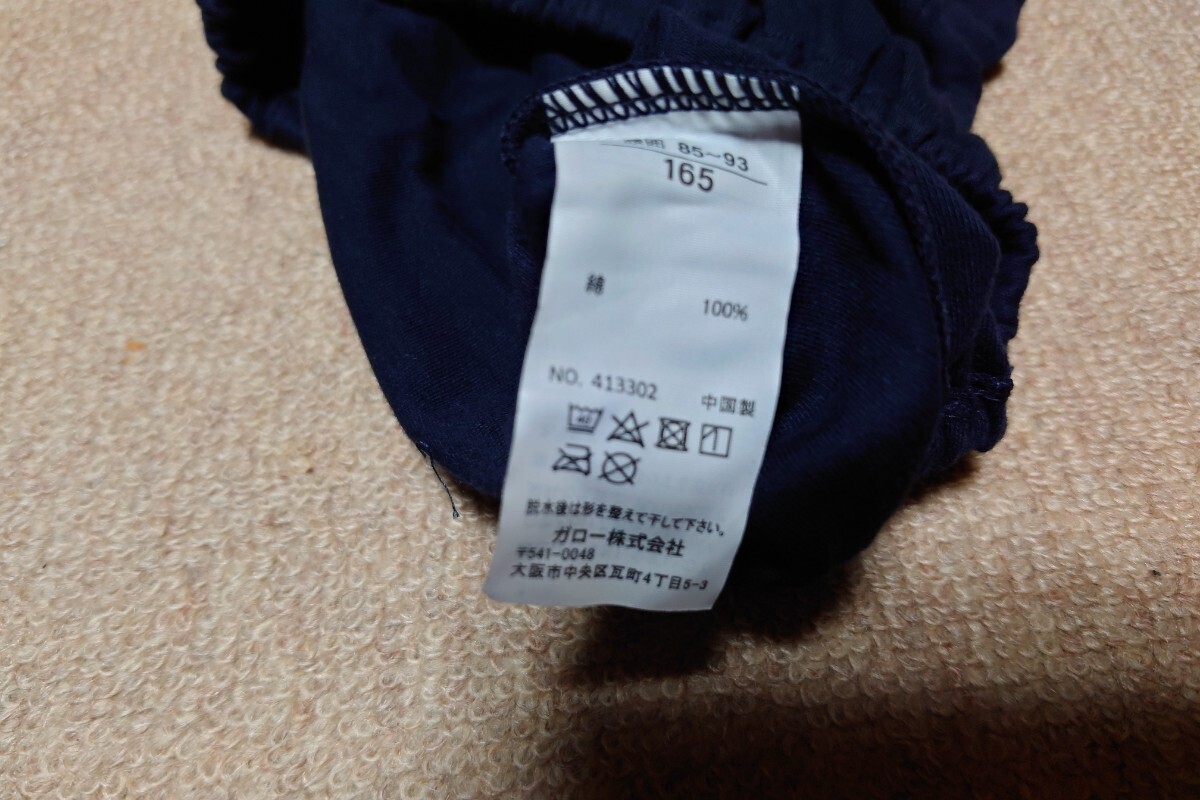 85~93
165
綿 100%
NO. 413302 中国製
脱水後は形を整えて干して下さい。
ガロー株式会社
〒541-0048
大阪市中央区瓦町4丁目5-3